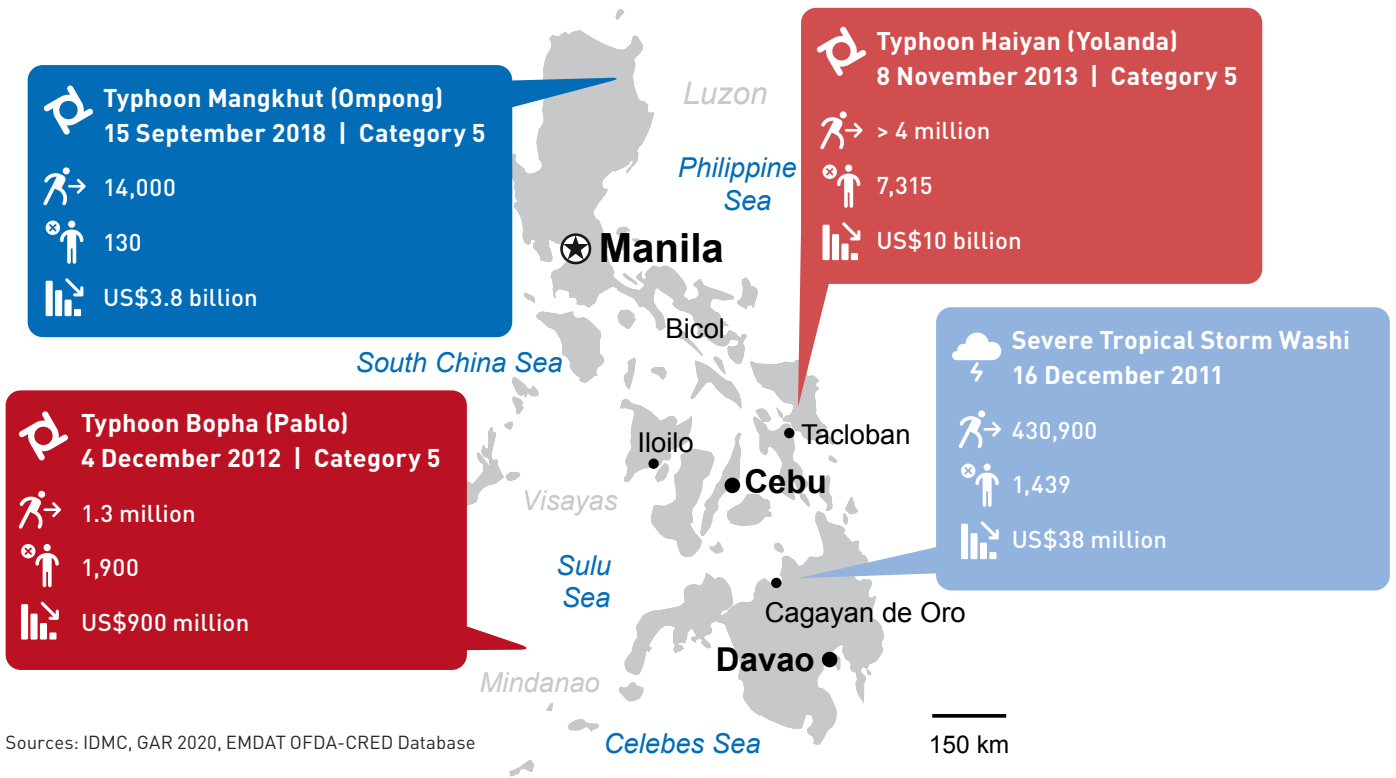 Typhoon Mangkhut (Ompong)
15 September 2018 | Category 5
14,000
130
US$3.8 billion
Typhoon Haiyan (Yolanda)
8 November 2013 | Category 5
> 4 million
7,315
US$10 billion
Luzon
Philippine
Sea
Manila
Bicol
South China Sea
Severe Tropical Storm Washi
16 December 2011
430,900
1,439
US$38 million
Typhoon Bopha (Pablo)
4 December 2012 | Category 5
1.3 million
1,900
US$900 million
Iloilo
Tacloban
Cebu
Visayas
Sulu
Sea
Cagayan de Oro
Davao
Mindanao
Celebes Sea
150 km
Sources: IDMC, GAR 2020, EMDAT OFDA-CRED Database